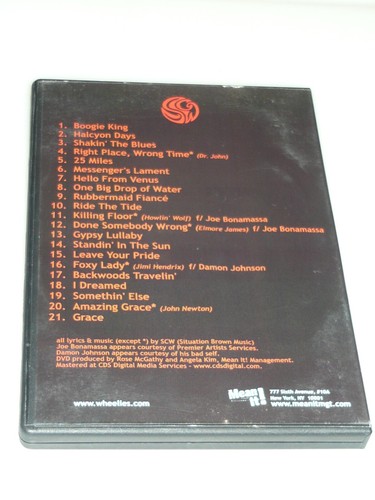 SCW
1. Boogie King
2. Halcyon Days
3. Shakin' The Blues
4. Right Place, Wrong Time* (Dr. John)
5. 25 Miles
6. Messenger's Lament
7. Hello From Venus
8. One Big Drop of Water
9. Rubbermaid Fiancé
10. Ride The Tide
11. Killing Floor* (Howlin' Wolf) f/ Joe Bonamassa
12. Done Somebody Wrong* (Elmore James) f/ Joe Bonamassa
13. Gypsy Lullaby
14. Standin' In The Sun
15. Leave Your Pride
16. Foxy Lady* (Jimi Hendrix) f/ Damon Johnson
17. Backwoods Travelin'
18. I Dreamed
19. Somethin' Else
20. Amazing Grace* (John Newton)
21. Grace
all lyrics & music (except *) by SCW (Situation Brown Music)
Joe Bonamassa appears courtesy of Premier Artists Services.
Damon Johnson appears courtesy of his bad self.
DVD produced by Rose McGathy and Angela Kim, Mean It! Management.
Mastered at CDS Digital Media Services - www.cdsdigital.com
www.wheelies.com
Mean It!
777 Sixth Avenue, #19A
New York, NY 10001
www.meanitmgt.com